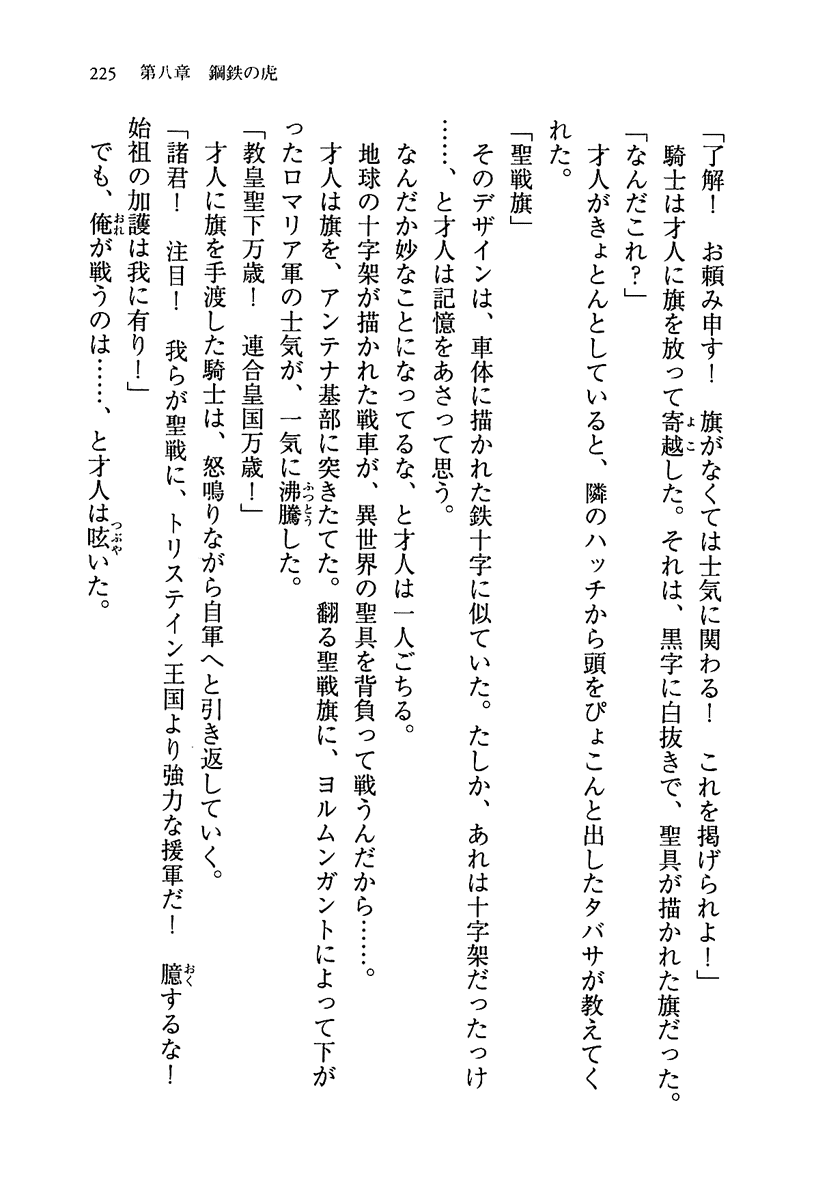 225　第八章　鋼鉄の虎
「了解！　お頼み申す！　旗がなくては士気に関わる！　これを掲げられよ！」
騎士は才人に旗を放って寄越した。それは、黒字に白抜きで、聖具が描かれた旗だった。
「なんだこれ？」
才人がきょとんとしていると、隣のハッチから頭をぴょこんと出したタバサが教えてく
れた。
「聖戦旗」
そのデザインは、車体に描かれた鉄十字に似ていた。たしか、あれは十字架だったっけ
……、と才人は記憶をあさって思う。
なんだか妙なことになってるな、と才人は一人ごちる。
地球の十字架が描かれた戦車が、異世界の聖具を背負って戦うんだから……。
才人は旗を、アンテナ基部に突きたてた。翻る聖戦旗に、ヨルムンガントによって下が
ったロマリア軍の士気が、一気に沸騰した。
「教皇聖下万歳！　連合皇国万歳！」
才人に旗を手渡した騎士は、怒鳴りながら自軍へと引き返していく。
「諸君！　注目！　我らが聖戦に、トリステイン王国より強力な援軍だ！　臆するな！
始祖の加護は我に有り！」
でも、俺が戦うのは……、と才人は呟いた。